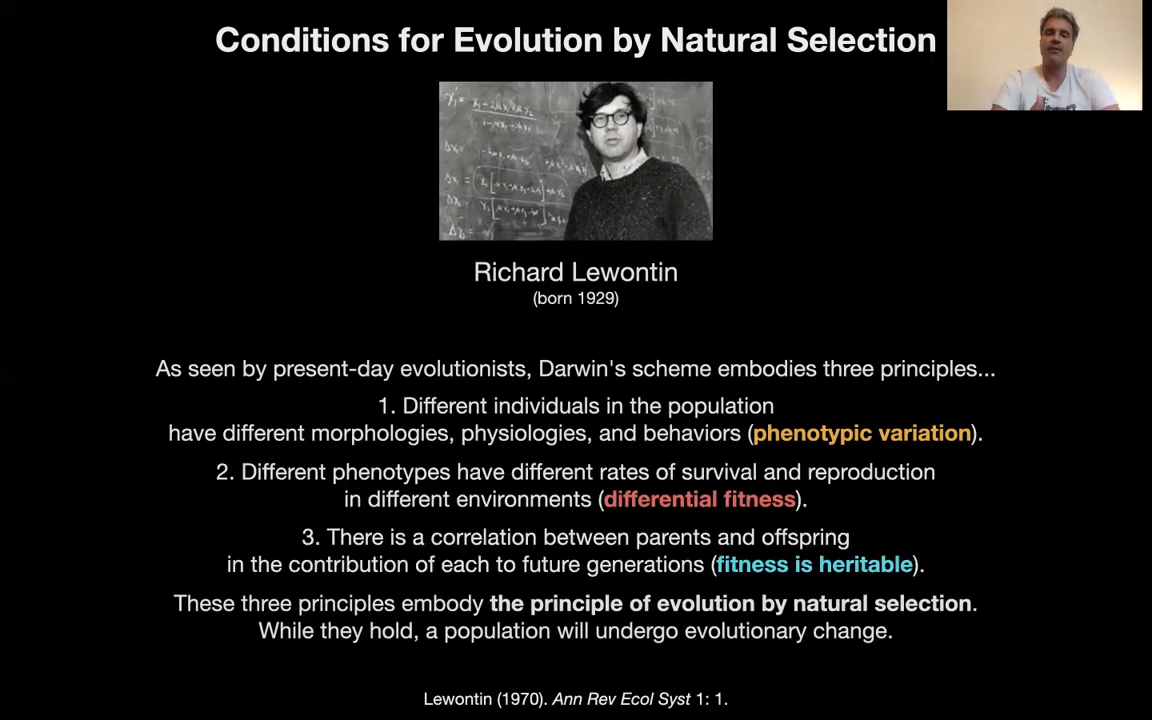 Conditions for Evolution by Natural Selection
Richard Lewontin
(born 1929)
As seen by present-day evolutionists, Darwin's scheme embodies three principles...
1. Different individuals in the population
have different morphologies, physiologies, and behaviors (phenotypic variation).
2. Different phenotypes have different rates of survival and reproduction
in different environments (differential fitness).
3. There is a correlation between parents and offspring
in the contribution of each to future generations (fitness is heritable).
These three principles embody the principle of evolution by natural selection.
While they hold, a population will undergo evolutionary change.
Lewontin (1970). Ann Rev Ecol Syst 1: 1.